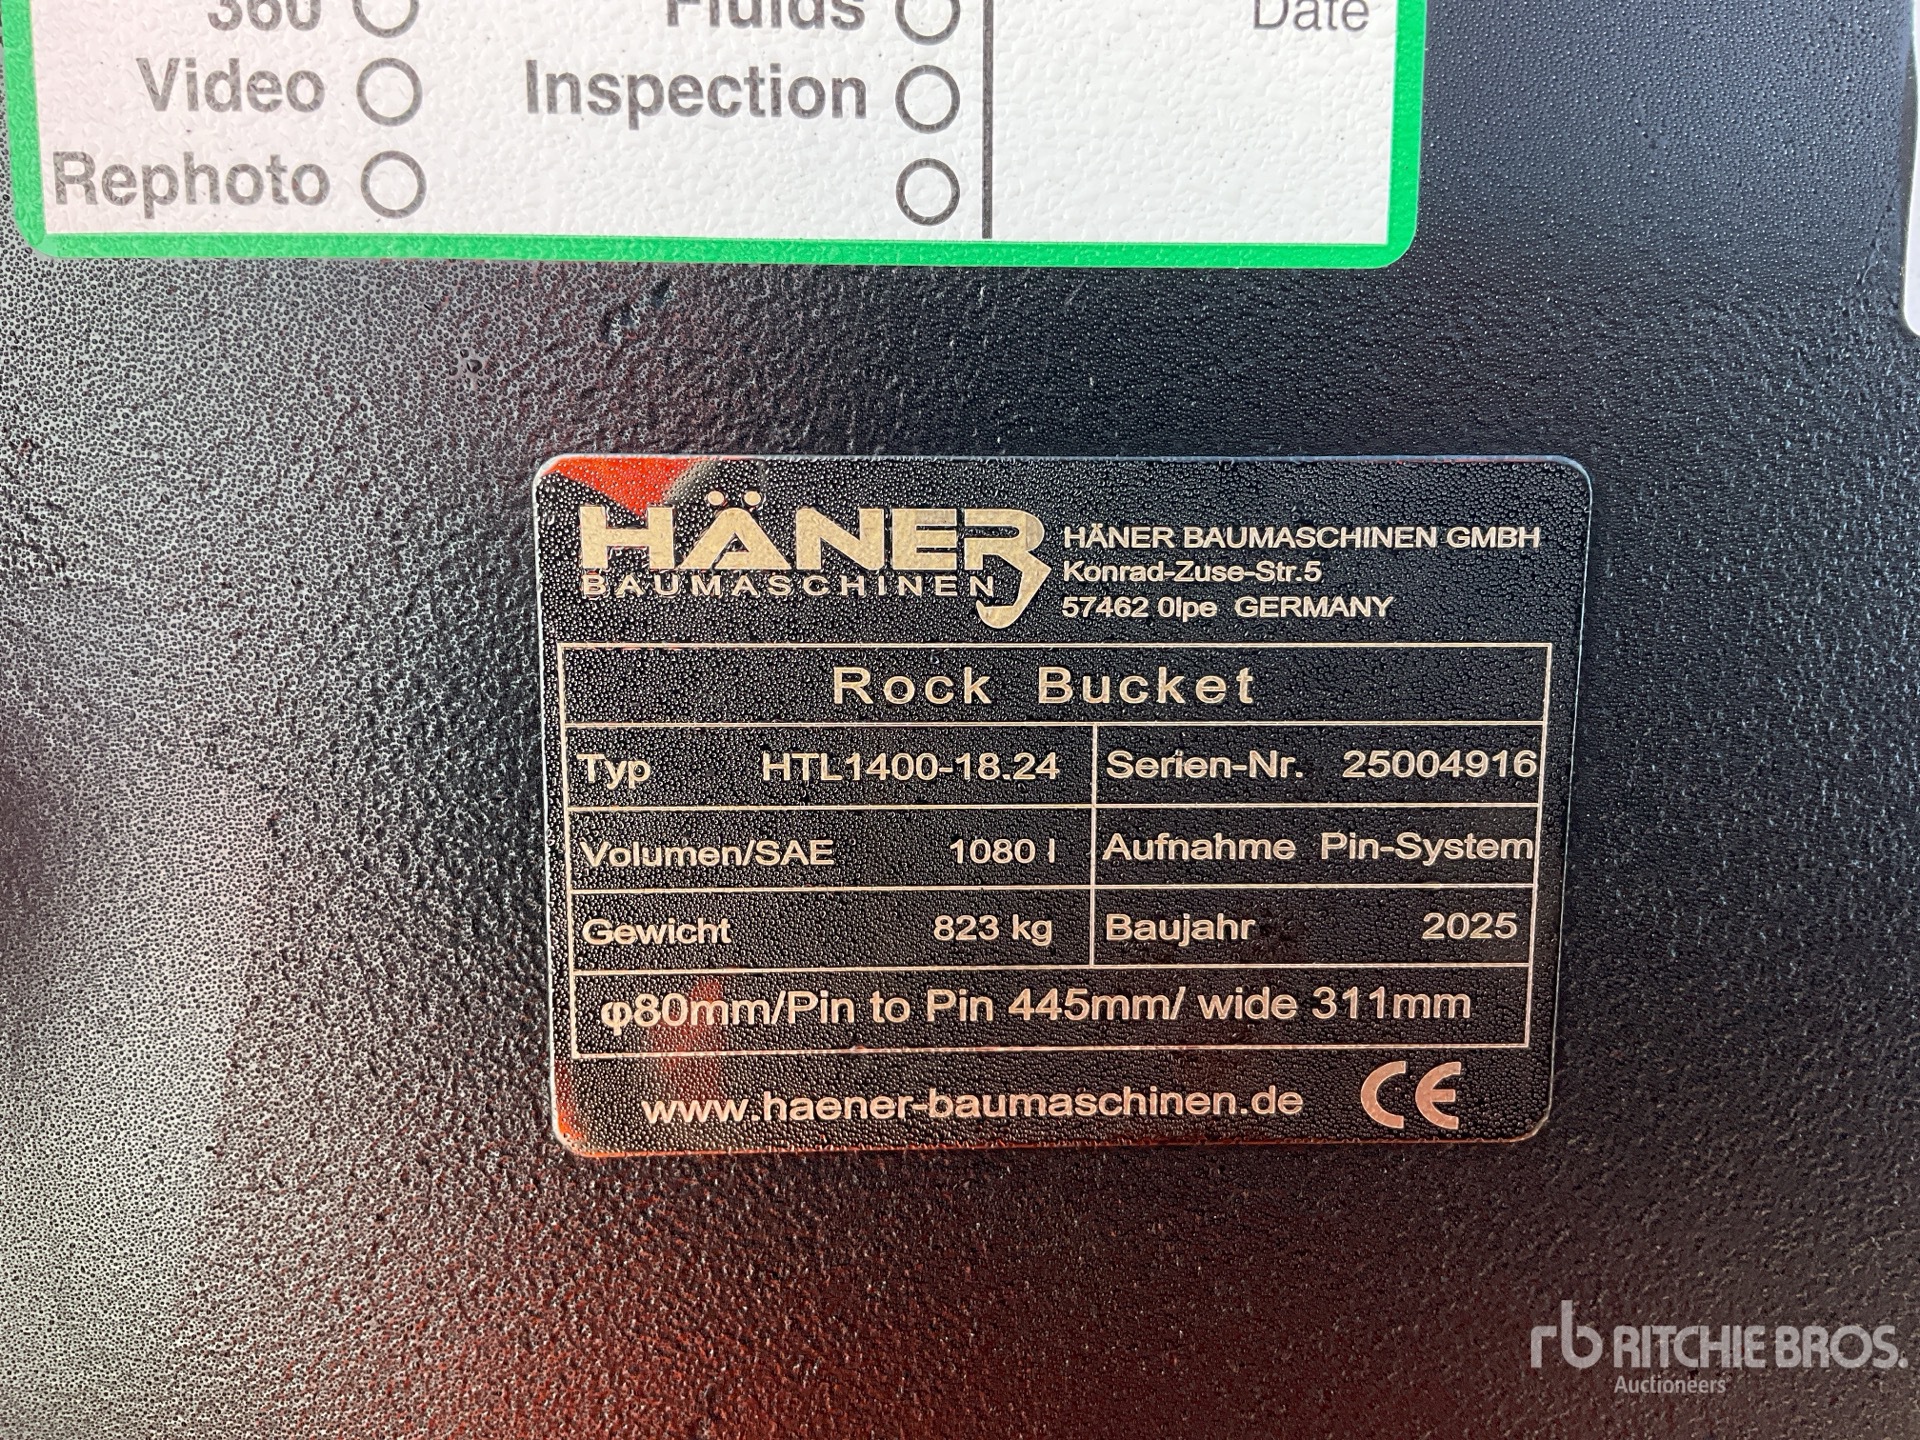 360 Fluids Date
Video Inspection
Rephoto
HÄNER
BAUMASCHINEN
HÄNER BAUMASCHINEN GMBH
Konrad-Zuse-Str.5
57462 Olpe GERMANY
Rock Bucket
Typ HTL1400-18.24 Serien-Nr. 25004916
Volumen/SAE 1080 l Aufnahme Pin-System
Gewicht 823 kg Baujahr 2025
φ80mm/Pin to Pin 445mm/ wide 311mm
www.haener-baumaschinen.de CE
rb RITCHIE BROS.
Auctioneers